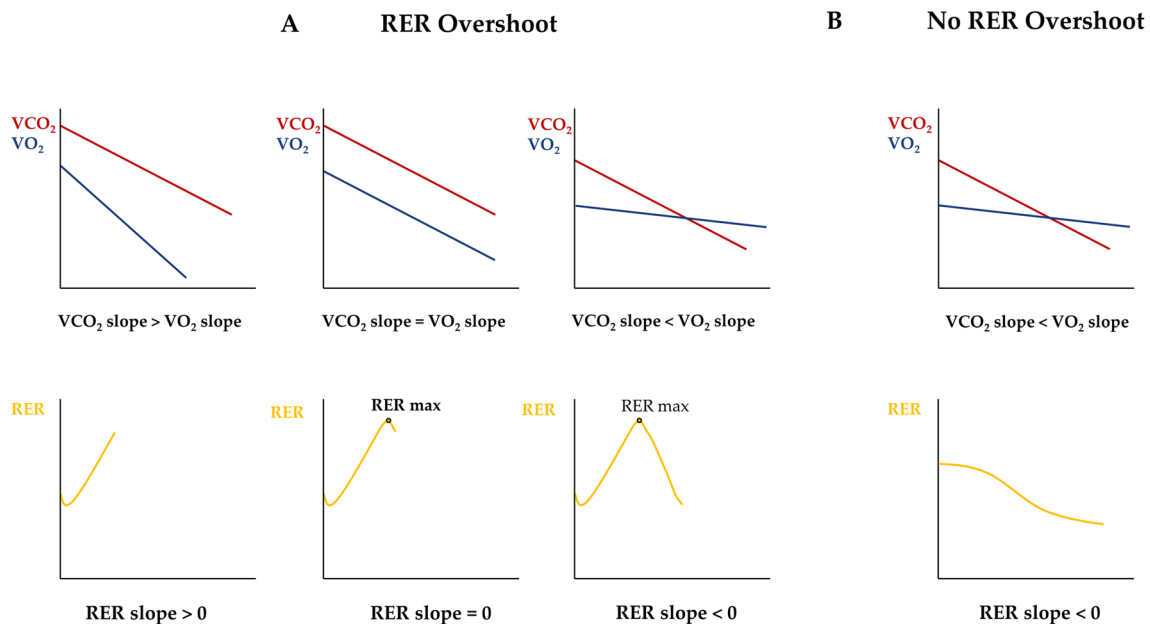 A RER Overshoot B No RER Overshoot
VCO₂
VO₂
VCO₂ slope > VO₂ slope
VCO₂
VO₂
VCO₂ slope = VO₂ slope
VCO₂
VO₂
VCO₂ slope < VO₂ slope
VCO₂
VO₂
VCO₂ slope < VO₂ slope
RER
RER slope > 0
RER
RER max
RER slope = 0
RER
RER max
RER slope < 0
RER
RER slope < 0